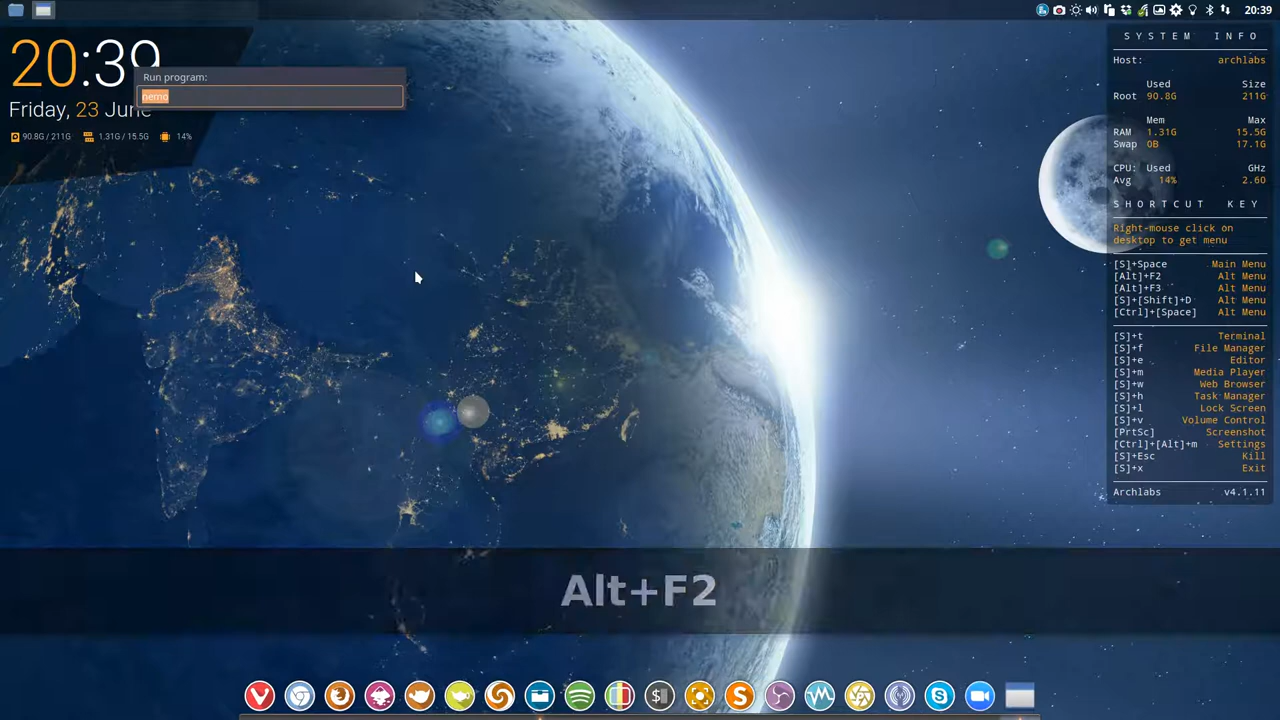 20:39
20:39
Friday, 23 June
90.8G / 211G 1.31G / 15.5G 14%
Run program:
nemo
SYSTEM INFO
Host: archlabs
Used Size
Root 90.8G 211G
Mem Max
RAM 1.31G 15.5G
Swap 0B 17.1G
CPU: Used GHz
Avg 14% 2.60
SHORTCUT KEY
Right-mouse click on
desktop to get menu
[S]+Space Main Menu
[Alt]+F2 Alt Menu
[Alt]+F3 Alt Menu
[S]+[Shift]+D Alt Menu
[Ctrl]+[Space] Alt Menu
[S]+t Terminal
[S]+f File Manager
[S]+e Editor
[S]+m Media Player
[S]+w Web Browser
[S]+h Task Manager
[S]+l Lock Screen
[S]+v Volume Control
[PrtSc] Screenshot
[Ctrl]+[Alt]+m Settings
[S]+Esc Kill
[S]+x Exit
Archlabs v4.1.11
Alt+F2